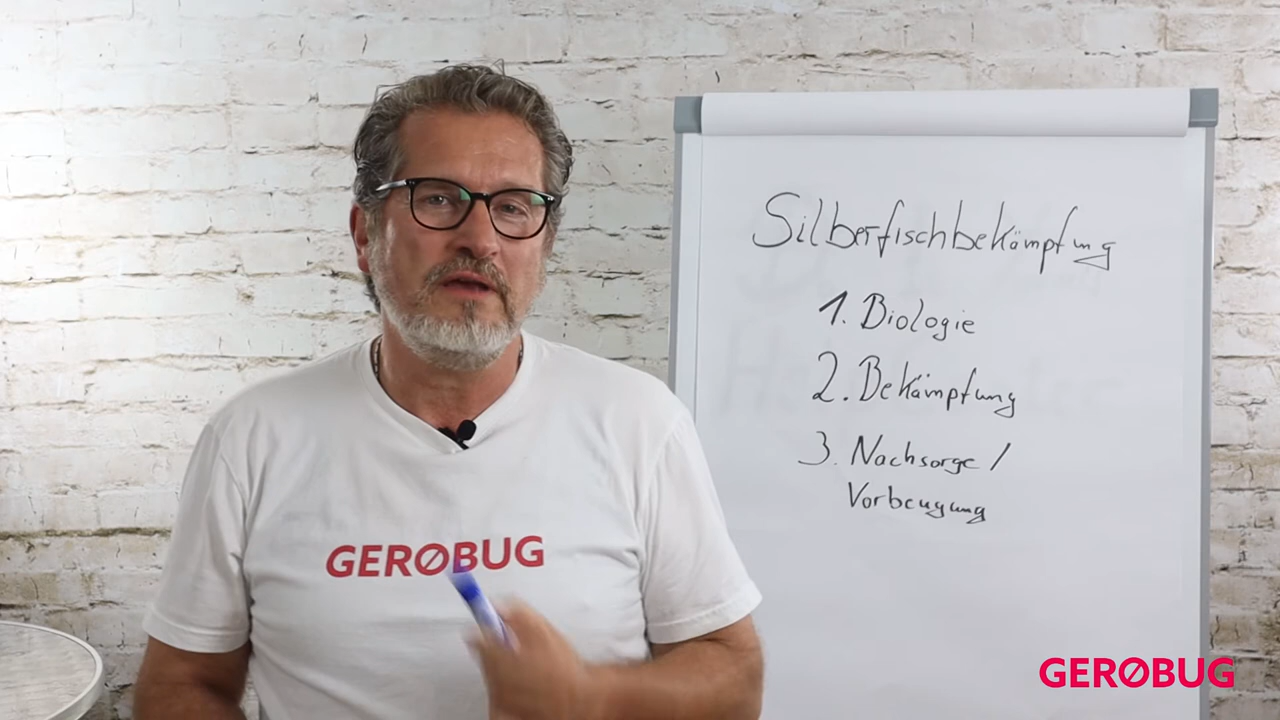 Silberfischbekämpfung
1. Biologie
2. Bekämpfung
3. Nachsorge /
Vorbeugung
GERØBUG
GERØBUG